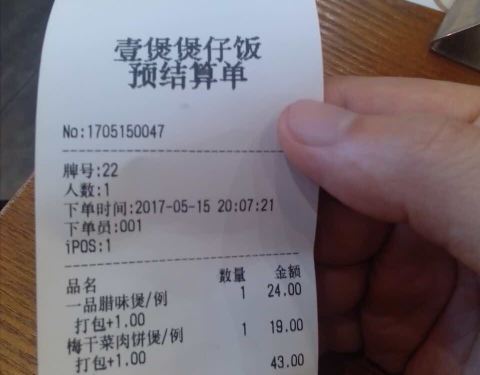 壹煲煲仔饭
预结算单
No:1705150047
牌号:22
人数:1
下单时间:2017-05-15 20:07:21
下单员:001
iPOS:1
品名 数量 金额
一品腊味煲/例 1 24.00
打包+1.00
梅干菜肉饼煲/例 1 19.00
打包+1.00
43.00